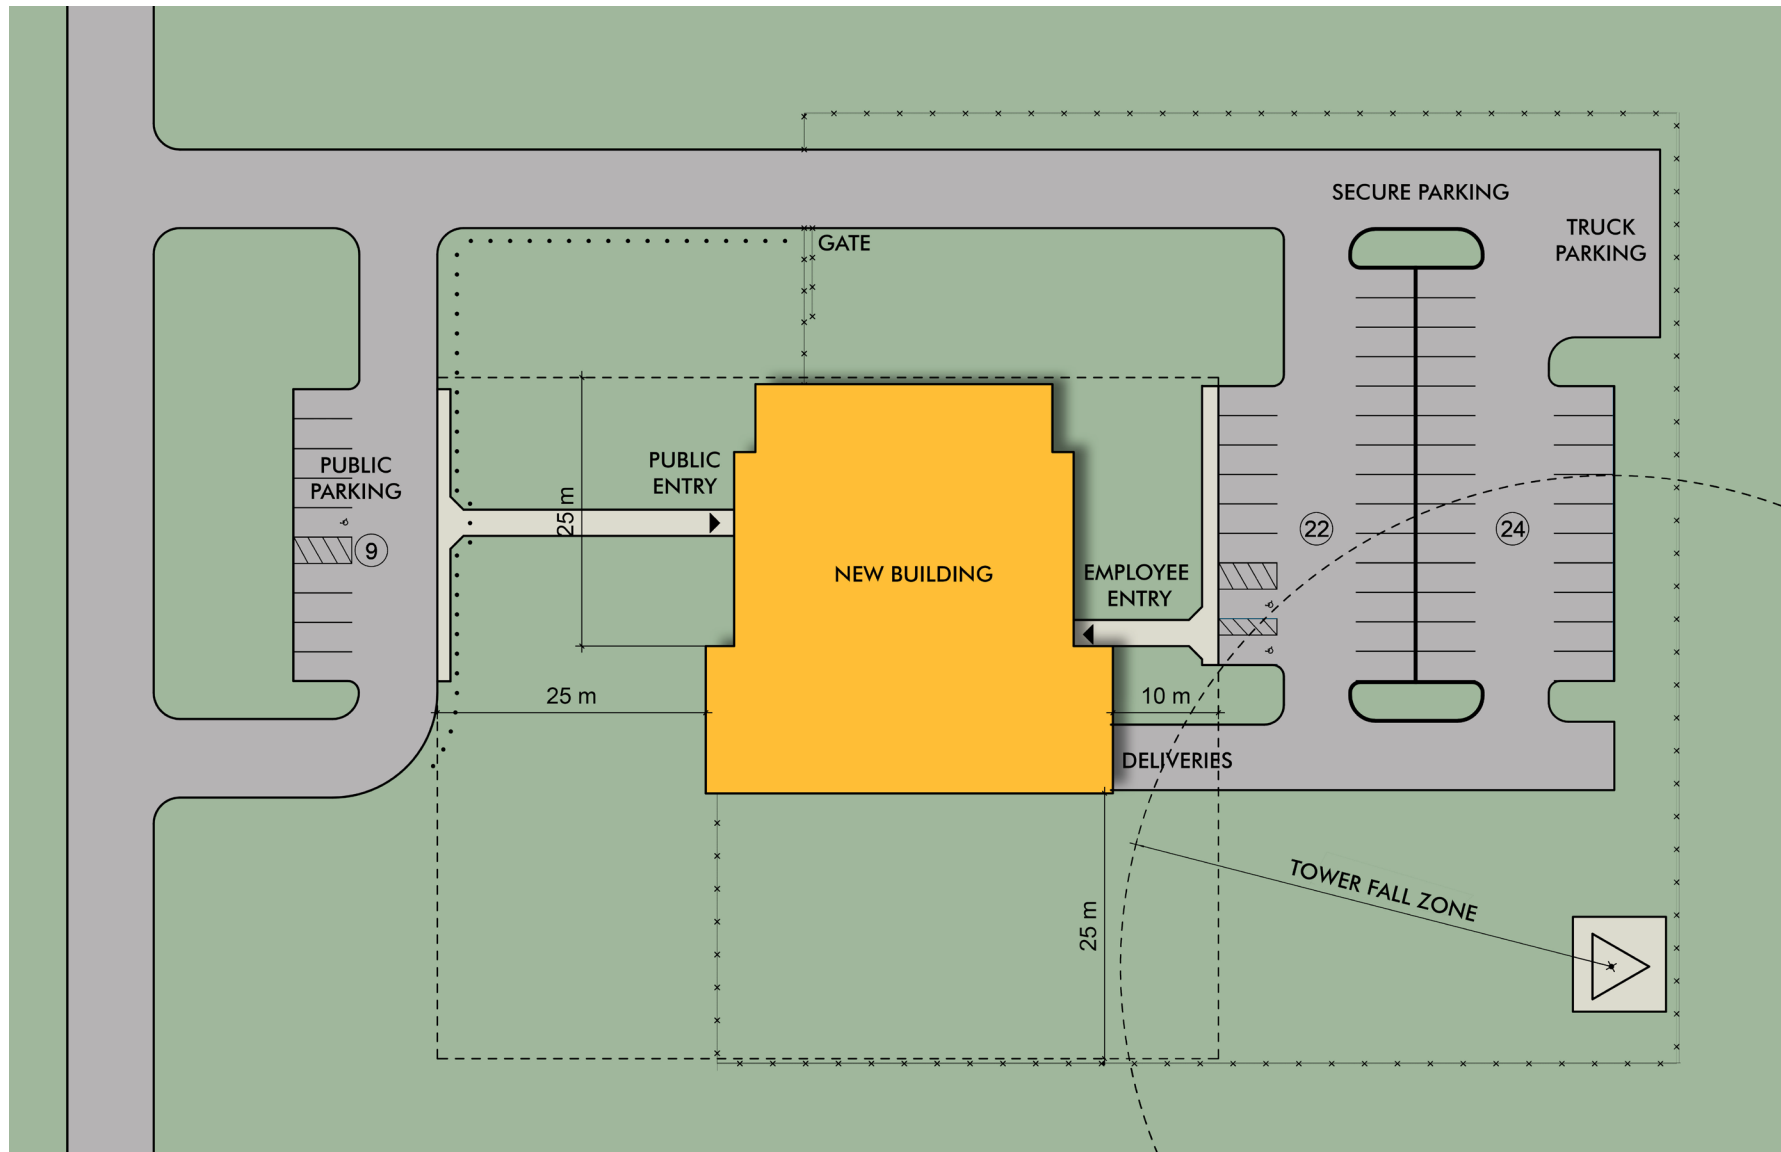 SECURE PARKING
TRUCK
PARKING
GATE
PUBLIC
PARKING
9
PUBLIC
ENTRY
25 m
22
24
NEW BUILDING
EMPLOYEE
ENTRY
25 m
10 m
DELIVERIES
TOWER FALL ZONE
25 m